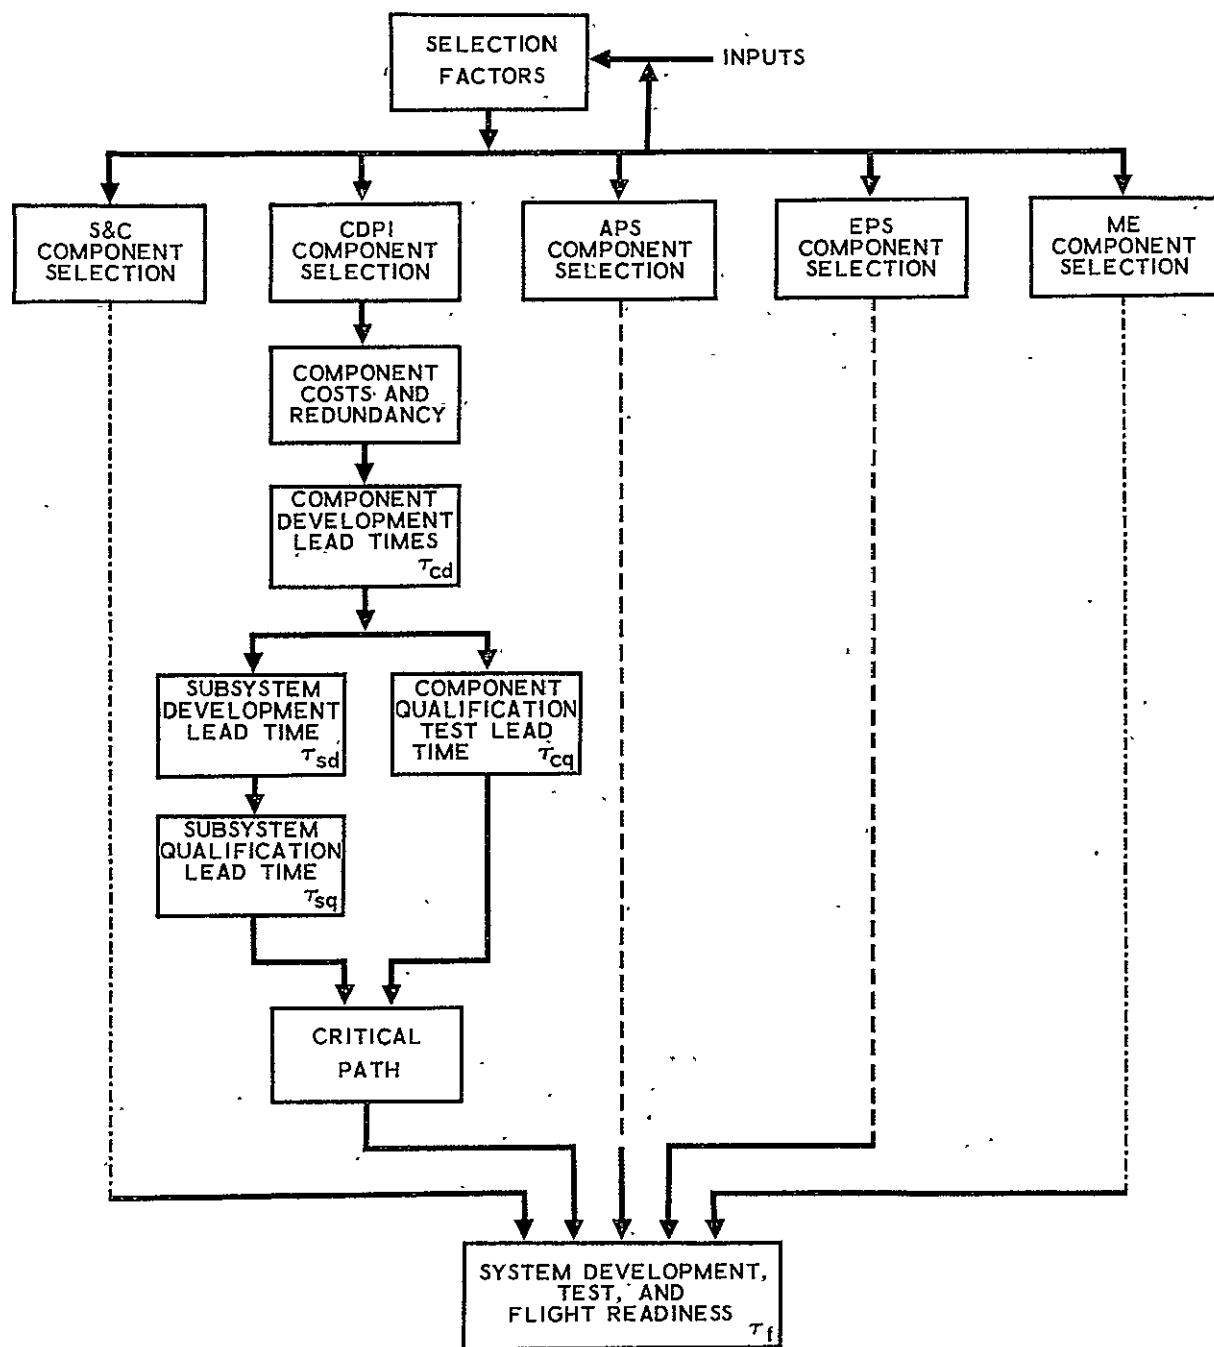 SELECTION
FACTORS
INPUTS
S&C
COMPONENT
SELECTION
CDPI
COMPONENT
SELECTION
APS
COMPONENT
SELECTION
EPS
COMPONENT
SELECTION
ME
COMPONENT
SELECTION
COMPONENT
COSTS AND
REDUNDANCY
COMPONENT
DEVELOPMENT
LEAD TIMES
τcd
SUBSYSTEM
DEVELOPMENT
LEAD TIME
τsd
COMPONENT
QUALIFICATION
TEST LEAD
TIME τcq
SUBSYSTEM
QUALIFICATION
LEAD TIME
τsq
CRITICAL
PATH
SYSTEM DEVELOPMENT,
TEST, AND
FLIGHT READINESS
τf